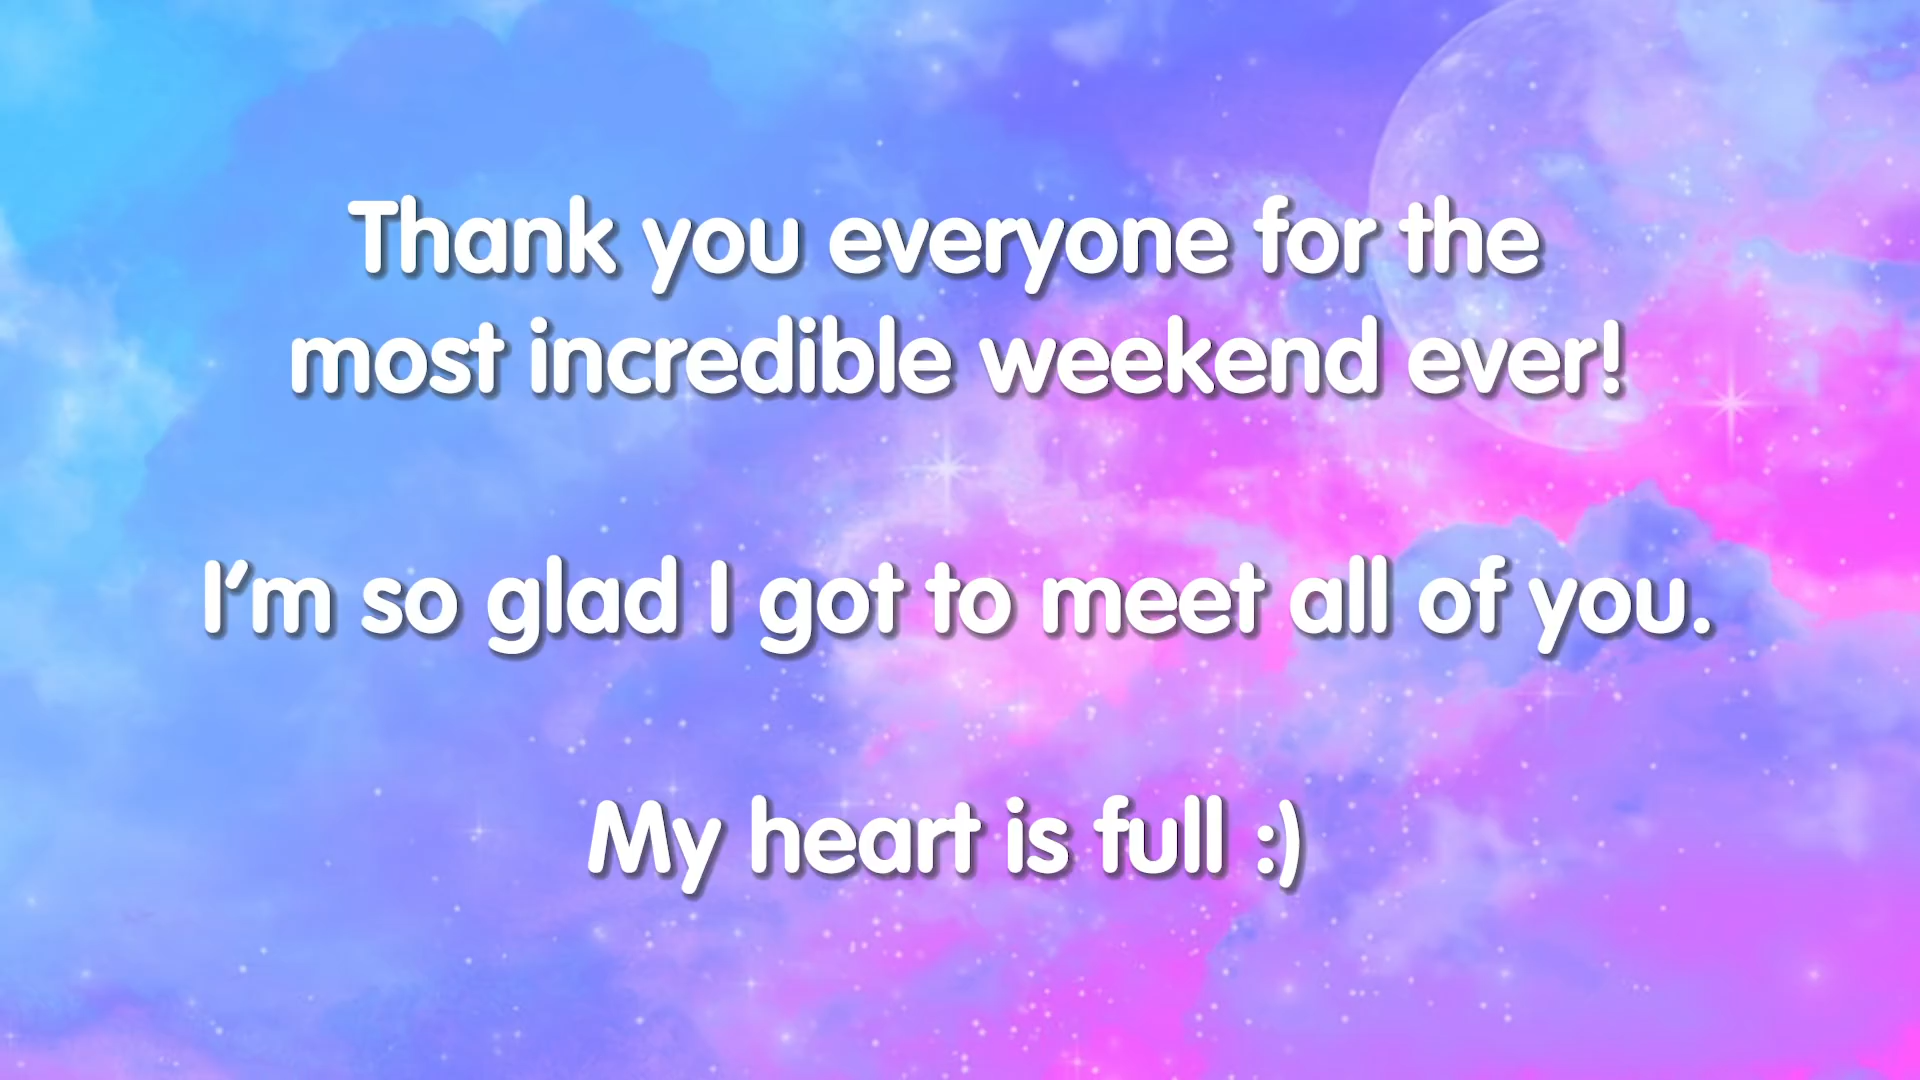 Thank you everyone for the
most incredible weekend ever!
I'm so glad I got to meet all of you.
My heart is full :)